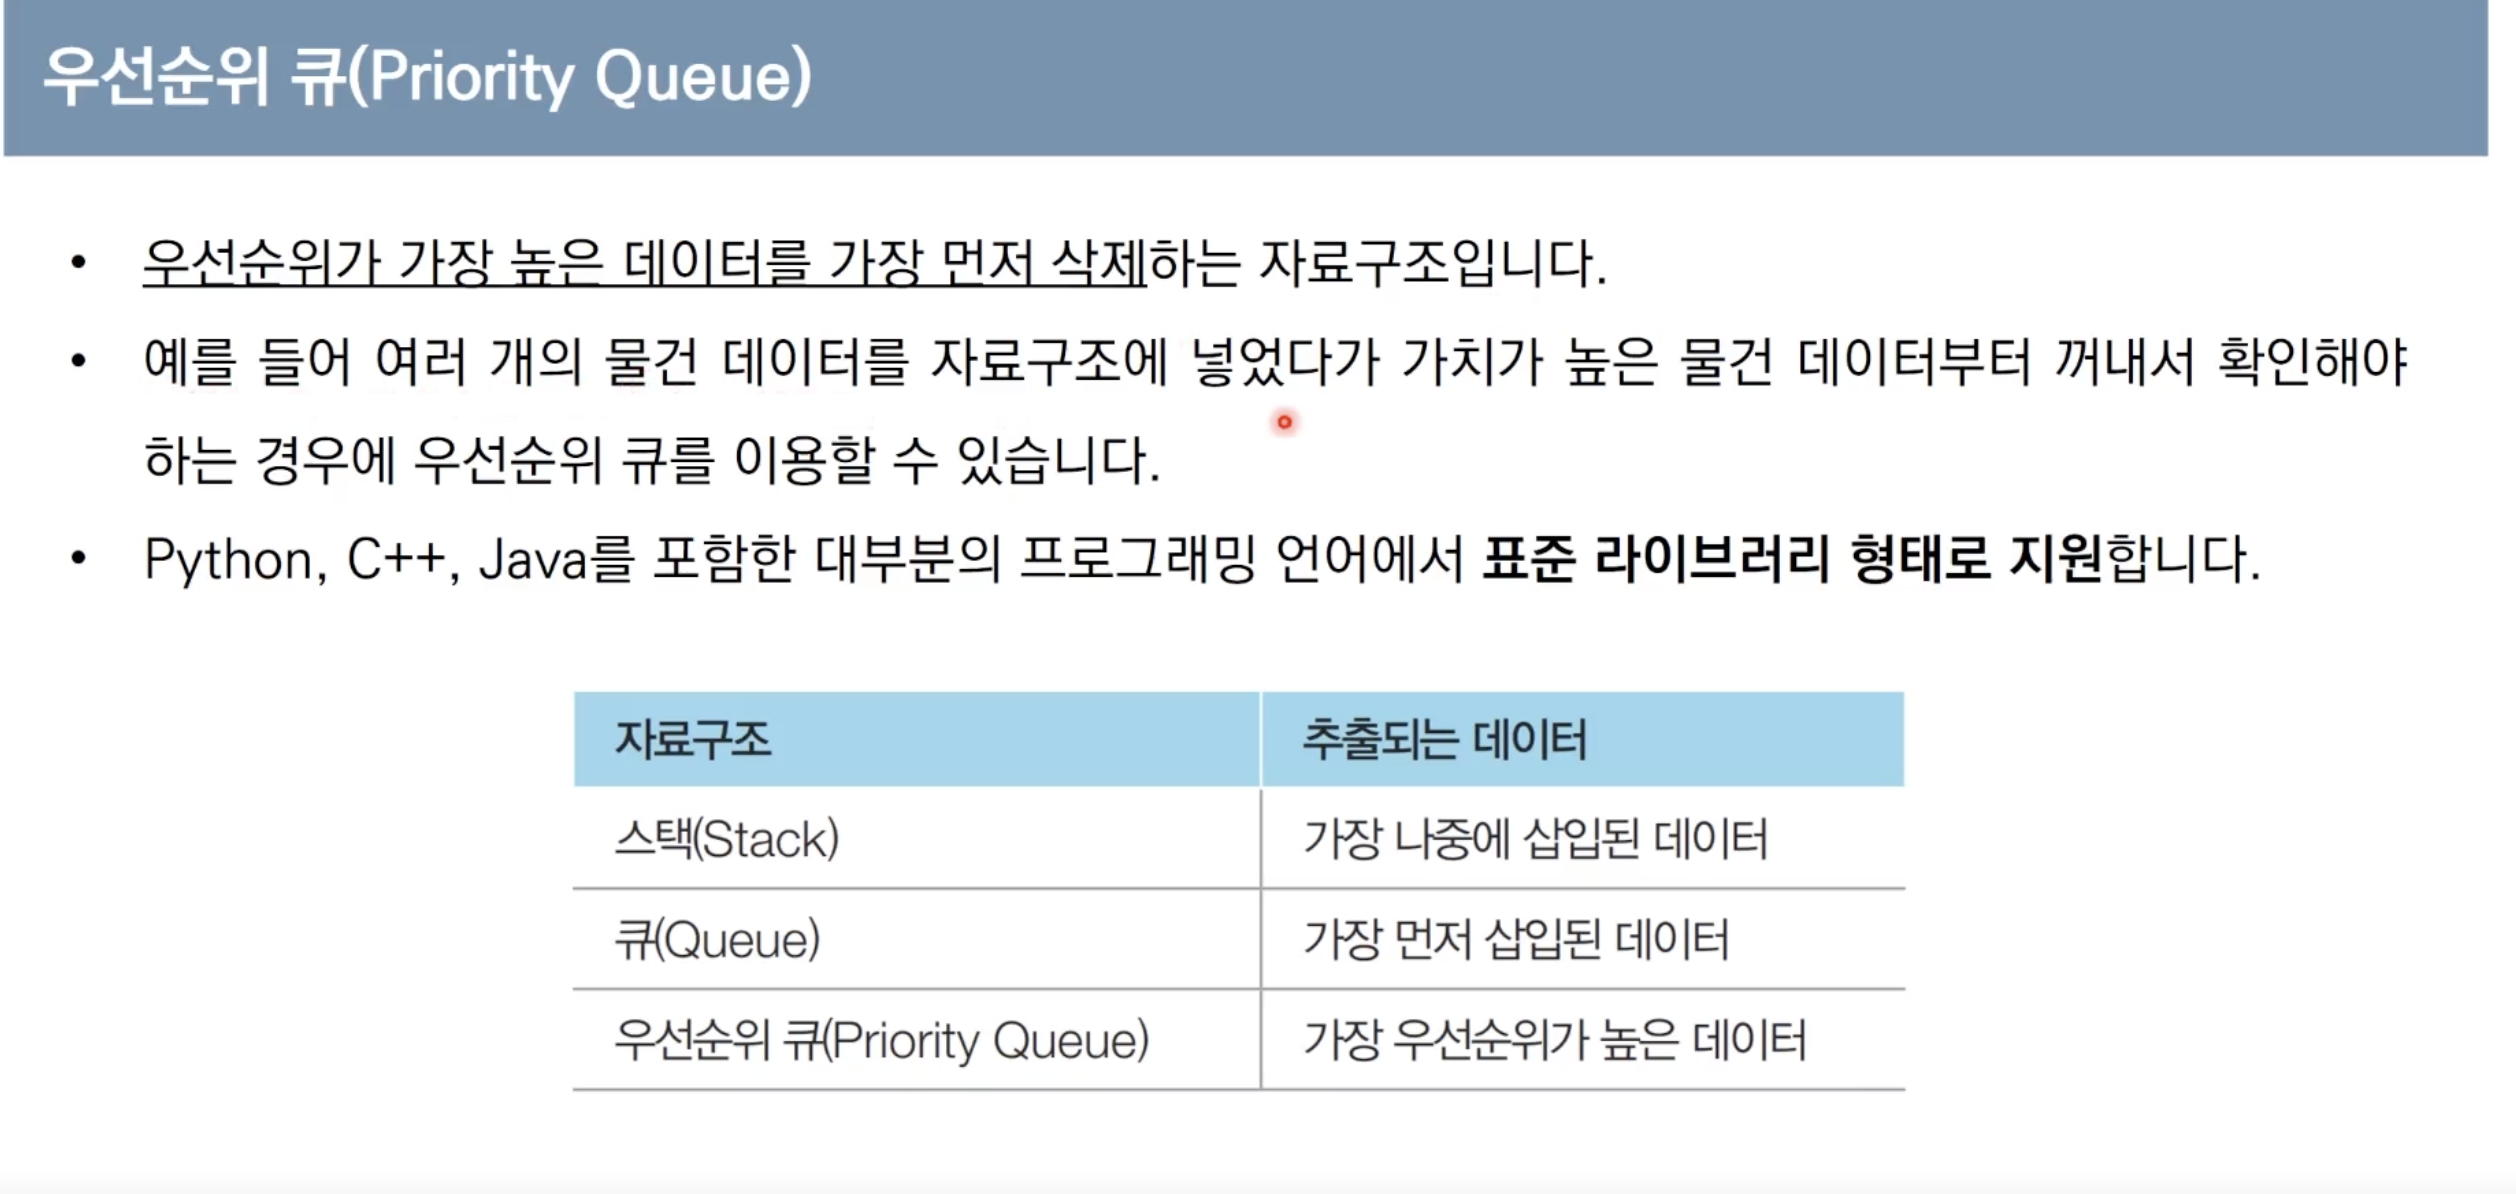 우선순위 큐(Priority Queue)
• 우선순위가 가장 높은 데이터를 가장 먼저 삭제하는 자료구조입니다.
• 예를 들어 여러 개의 물건 데이터를 자료구조에 넣었다가 가치가 높은 물건 데이터부터 꺼내서 확인해야
하는 경우에 우선순위 큐를 이용할 수 있습니다.
• Python, C++, Java를 포함한 대부분의 프로그래밍 언어에서 표준 라이브러리 형태로 지원합니다.
자료구조 추출되는 데이터
스택(Stack) 가장 나중에 삽입된 데이터
큐(Queue) 가장 먼저 삽입된 데이터
우선순위 큐(Priority Queue) 가장 우선순위가 높은 데이터